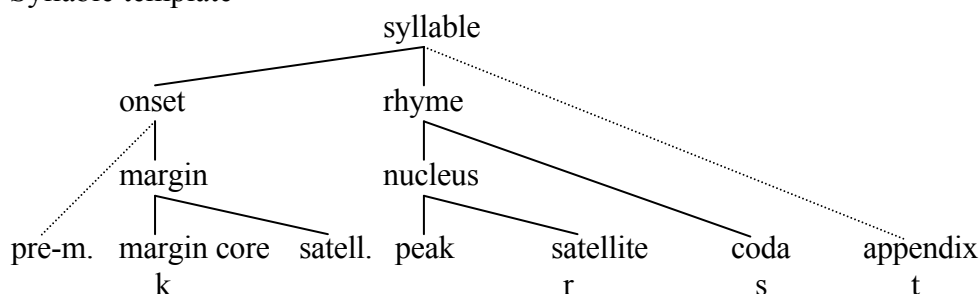 Syllable template
syllable
onset rhyme
margin nucleus
pre-m. margin core satell. peak satellite coda appendix
k r s t